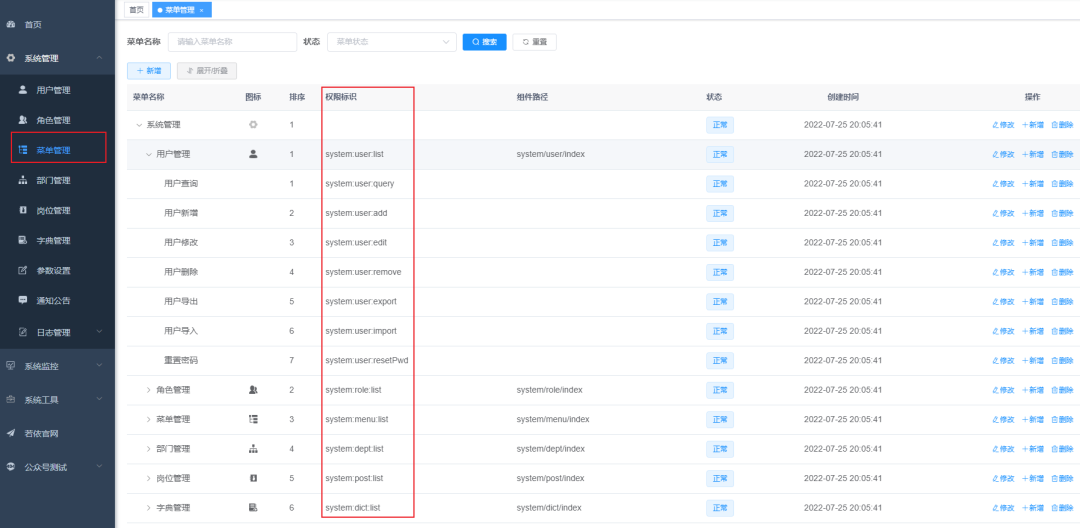 首页
系统管理
用户管理
角色管理
菜单管理
部门管理
岗位管理
字典管理
参数设置
通知公告
日志管理
系统监控
系统工具
若依官网
公众号测试
首页 菜单管理 ×
菜单名称 请输入菜单名称 状态 菜单状态 搜索 重置
+ 新增 展开/折叠
菜单名称 图标 排序 权限标识 组件路径 状态 创建时间 操作
系统管理 1 正常 2022-07-25 20:05:41 修改 +新增 删除
用户管理 1 system:user:list system/user/index 正常 2022-07-25 20:05:41 修改 +新增 删除
用户查询 1 system:user:query 正常 2022-07-25 20:05:41 修改 +新增 删除
用户新增 2 system:user:add 正常 2022-07-25 20:05:41 修改 +新增 删除
用户修改 3 system:user:edit 正常 2022-07-25 20:05:41 修改 +新增 删除
用户删除 4 system:user:remove 正常 2022-07-25 20:05:41 修改 +新增 删除
用户导出 5 system:user:export 正常 2022-07-25 20:05:41 修改 +新增 删除
用户导入 6 system:user:import 正常 2022-07-25 20:05:41 修改 +新增 删除
重置密码 7 system:user:resetPwd 正常 2022-07-25 20:05:41 修改 +新增 删除
角色管理 2 system:role:list system/role/index 正常 2022-07-25 20:05:41 修改 +新增 删除
菜单管理 3 system:menu:list system/menu/index 正常 2022-07-25 20:05:41 修改 +新增 删除
部门管理 4 system:dept:list system/dept/index 正常 2022-07-25 20:05:41 修改 +新增 删除
岗位管理 5 system:post:list system/post/index 正常 2022-07-25 20:05:41 修改 +新增 删除
字典管理 6 system:dict:list system/dict/index 正常 2022-07-25 20:05:41 修改 +新增 删除